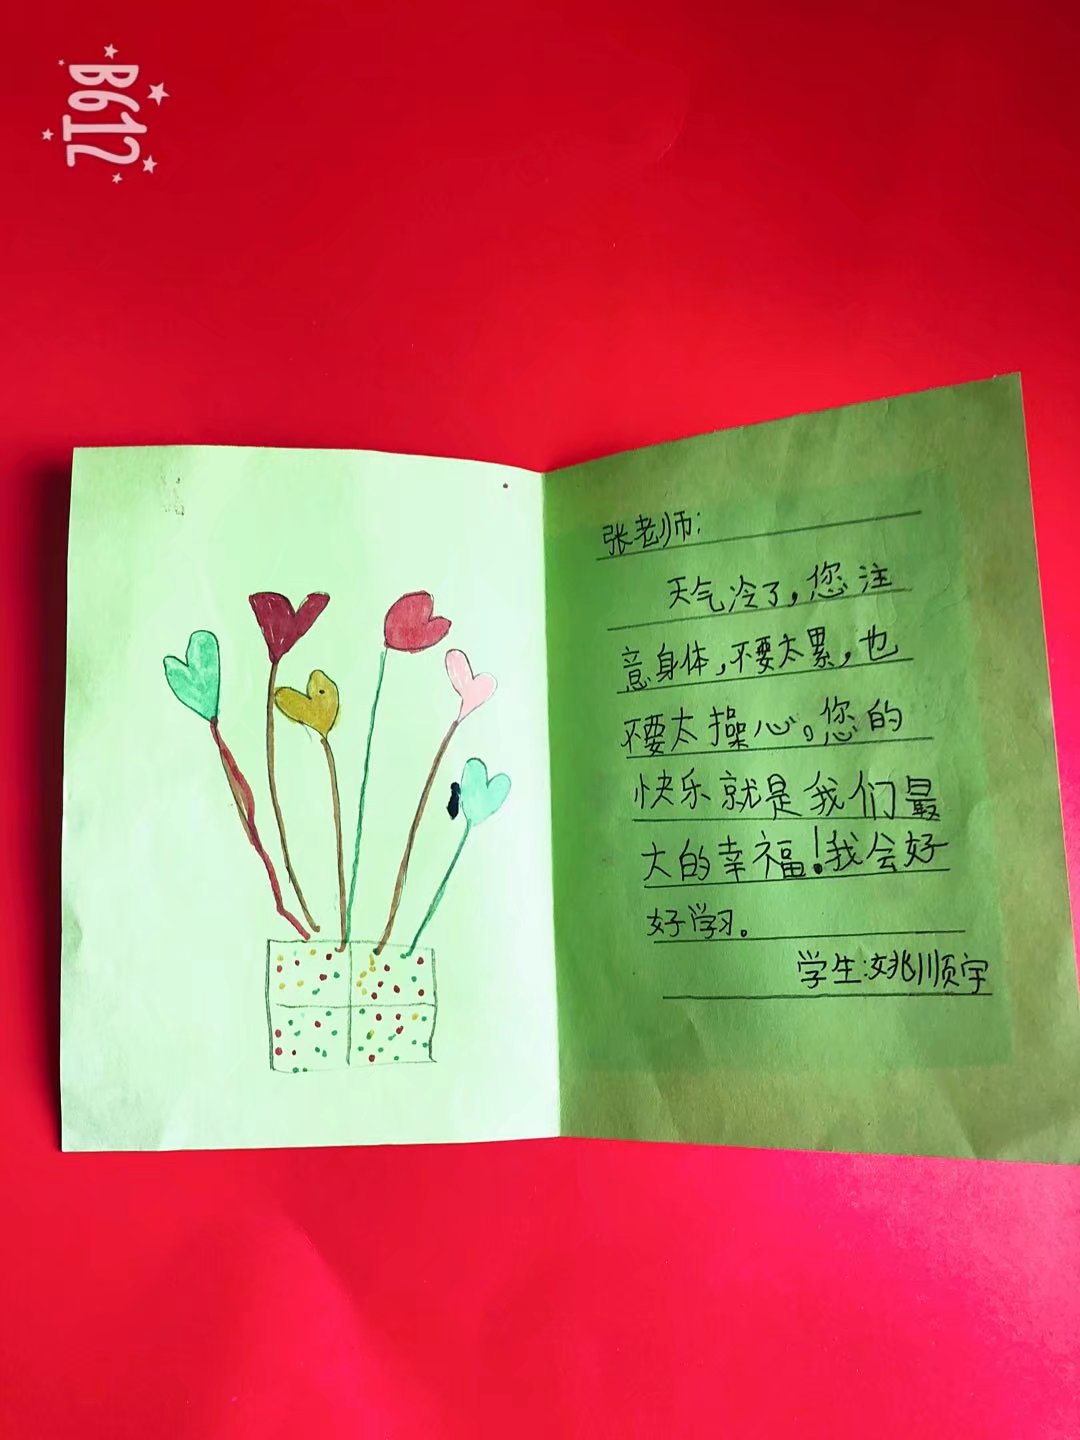 B612
张老师:
天气冷了,您注
意身体,不要太累,也
不要太操心。您的
快乐就是我们最
大的幸福!我会好
好学习。
学生:姚顺宇